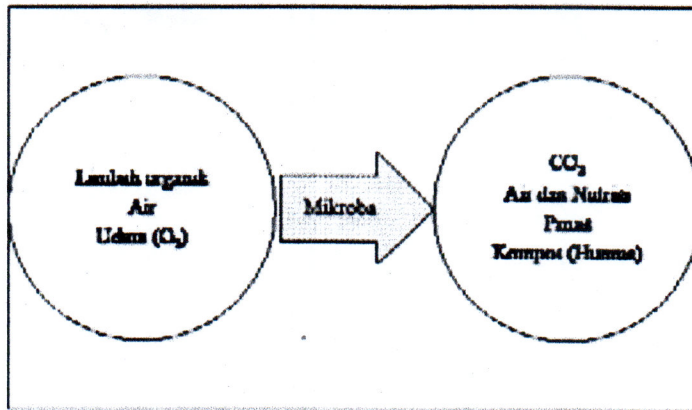 Limbah organik
Air
Udara (O₂)
Mikroba
CO₂
Air dan Nutrisi
Panas
Kompos (Humus)